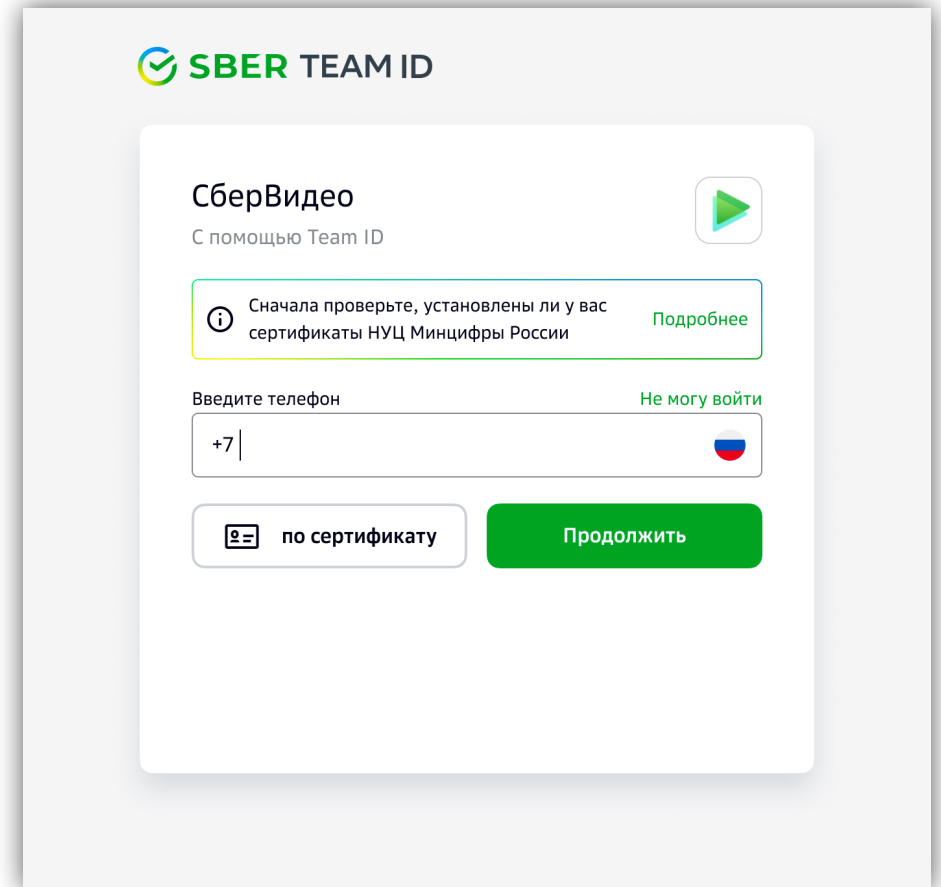 SBER TEAM ID
СберВидео
С помощью Team ID
Сначала проверьте, установлены ли у вас
сертификаты НУЦ Минцифры России
Подробнее
Введите телефон
Не могу войти
+7
по сертификату
Продолжить